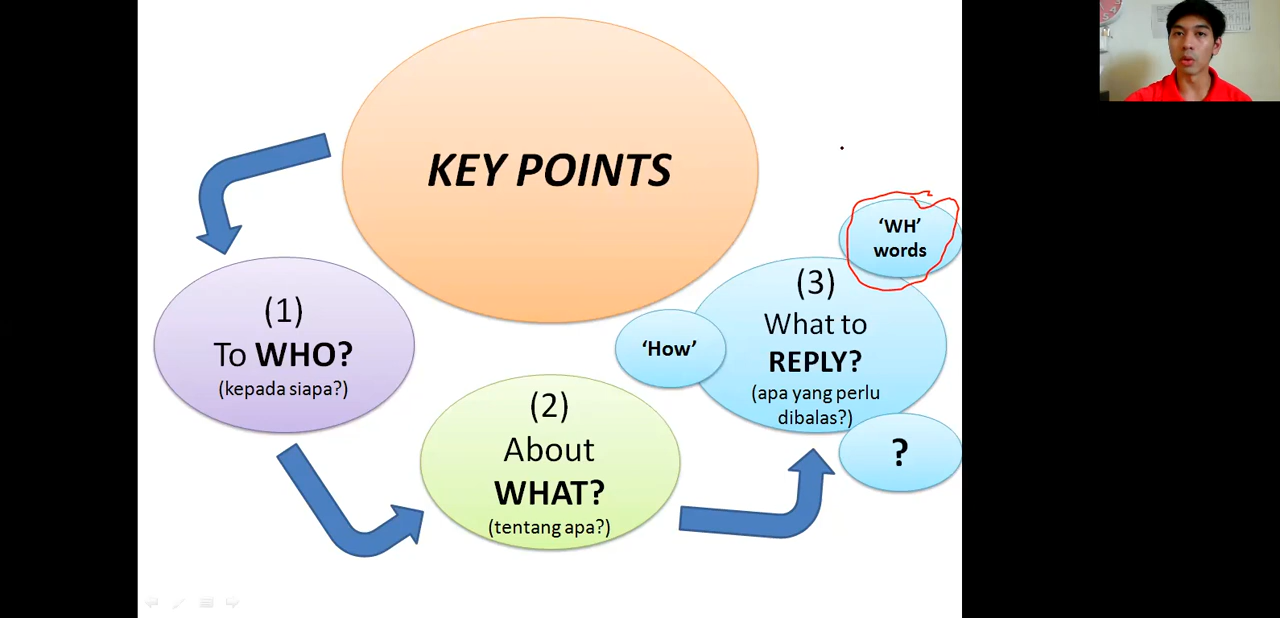 KEY POINTS
(1)
To WHO?
(kepada siapa?)
(2)
About
WHAT?
(tentang apa?)
(3)
What to
REPLY?
(apa yang perlu
dibalas?)
‘How’
‘WH’
words
?